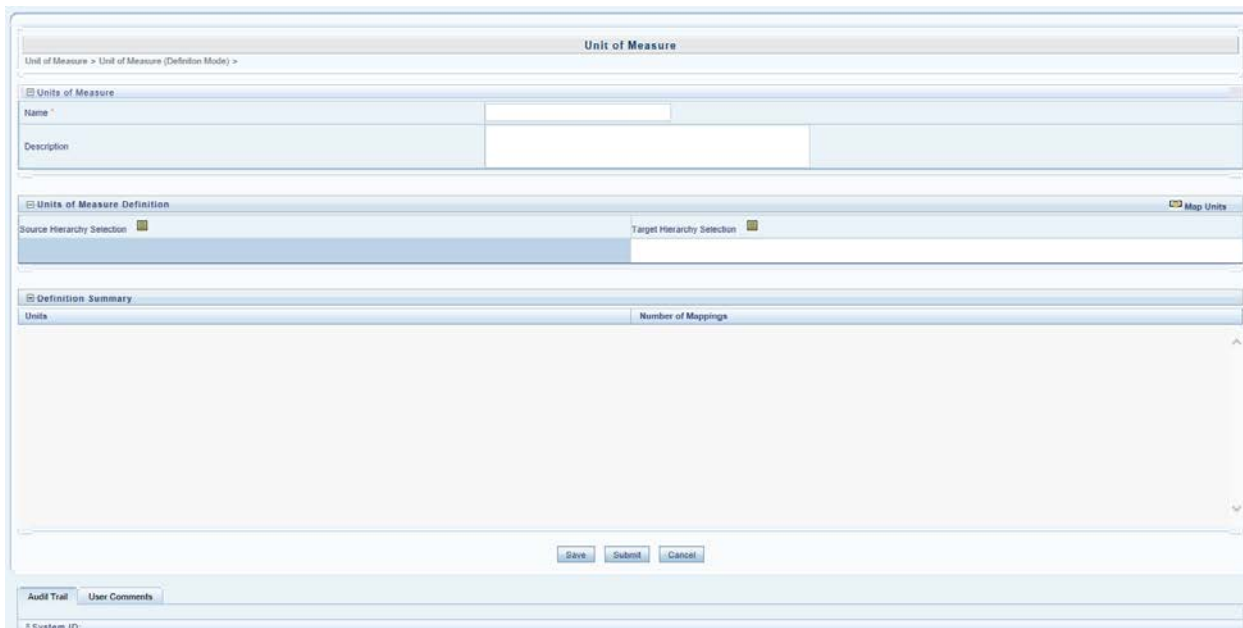 Unit of Measure
Unit of Measure > Unit of Measure (Definiton Mode) >
Units of Measure
Name *
Description
Units of Measure Definition
Map Units
Source Hierarchy Selection
Target Hierarchy Selection
Definition Summary
Units
Number of Mappings
Save
Submit
Cancel
Audit Trail
User Comments
* System ID: